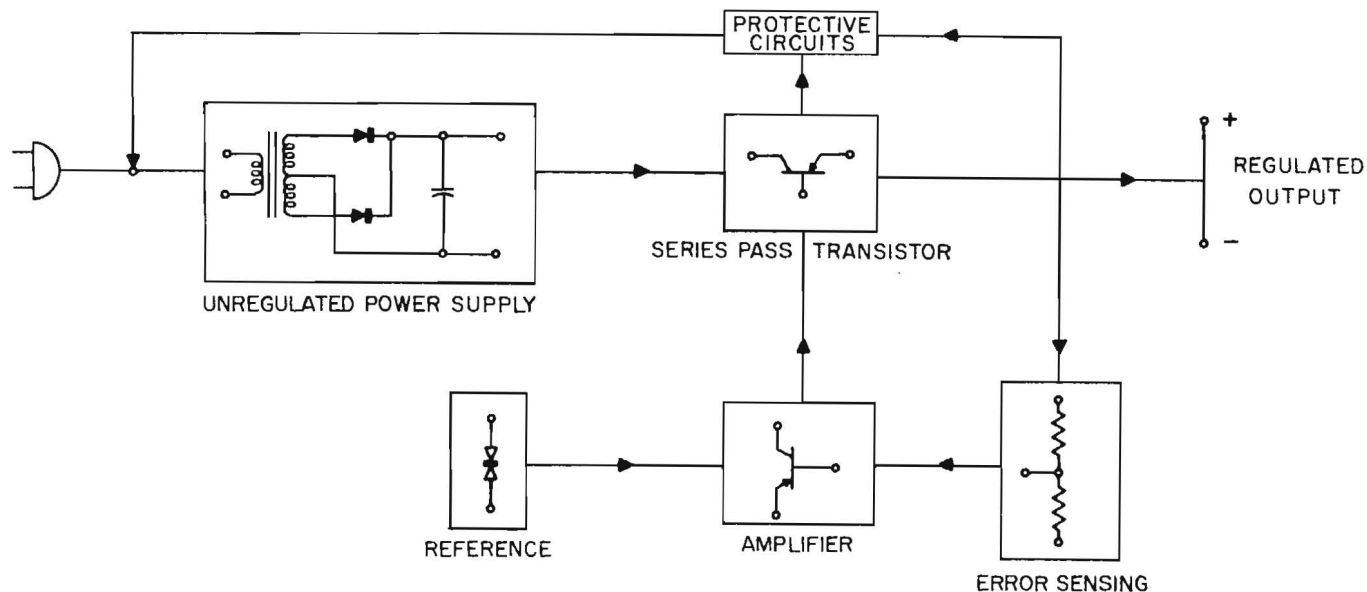 PROTECTIVE
CIRCUITS
+
REGULATED
OUTPUT
−
SERIES PASS TRANSISTOR
UNREGULATED POWER SUPPLY
REFERENCE
AMPLIFIER
ERROR SENSING